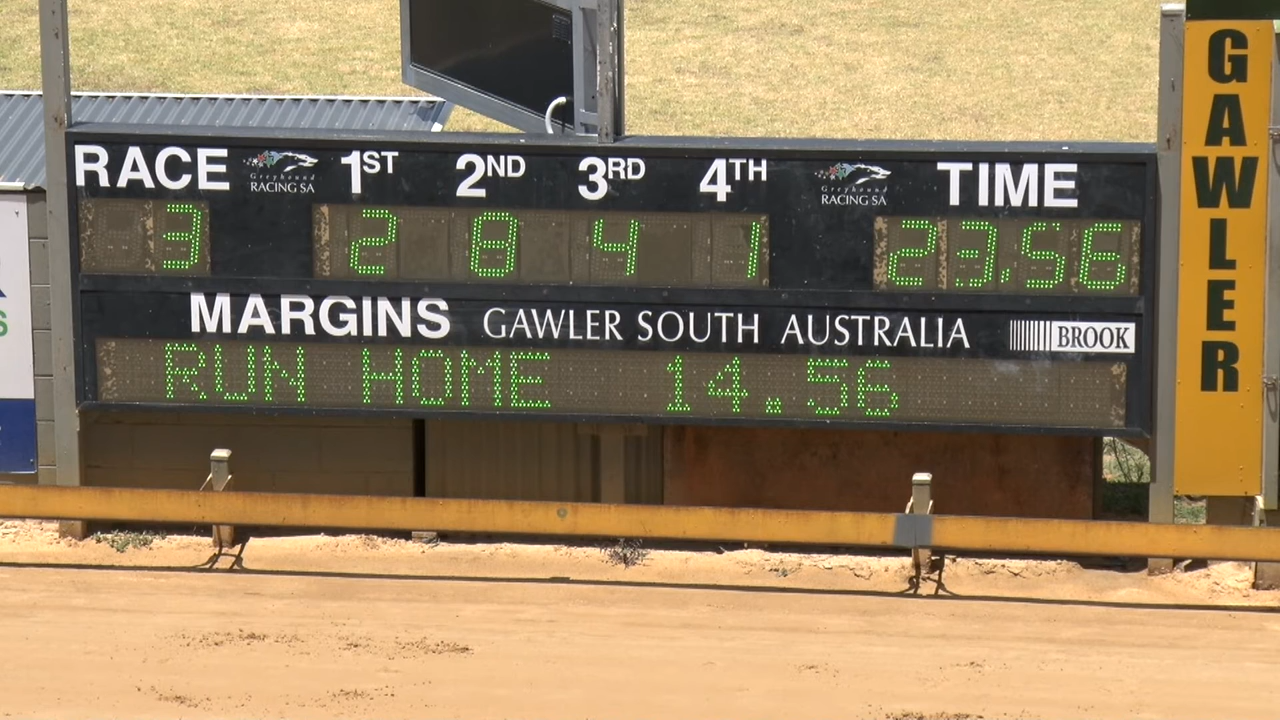 RACE Greyhound RACING SA 1ST 2ND 3RD 4TH Greyhound RACING SA TIME
3 2 8 4 1 23.56
MARGINS GAWLER SOUTH AUSTRALIA BROOK
RUN HOME 14.56
GAWLER